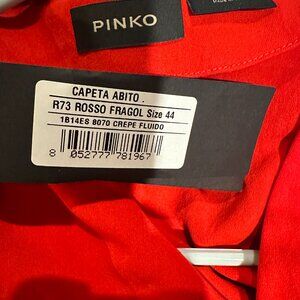 PINKO
CAPETA ABITO .
R73 ROSSO FRAGOL Size 44
1B14ES 8070 CREPE FLUIDO
8 052777 781967